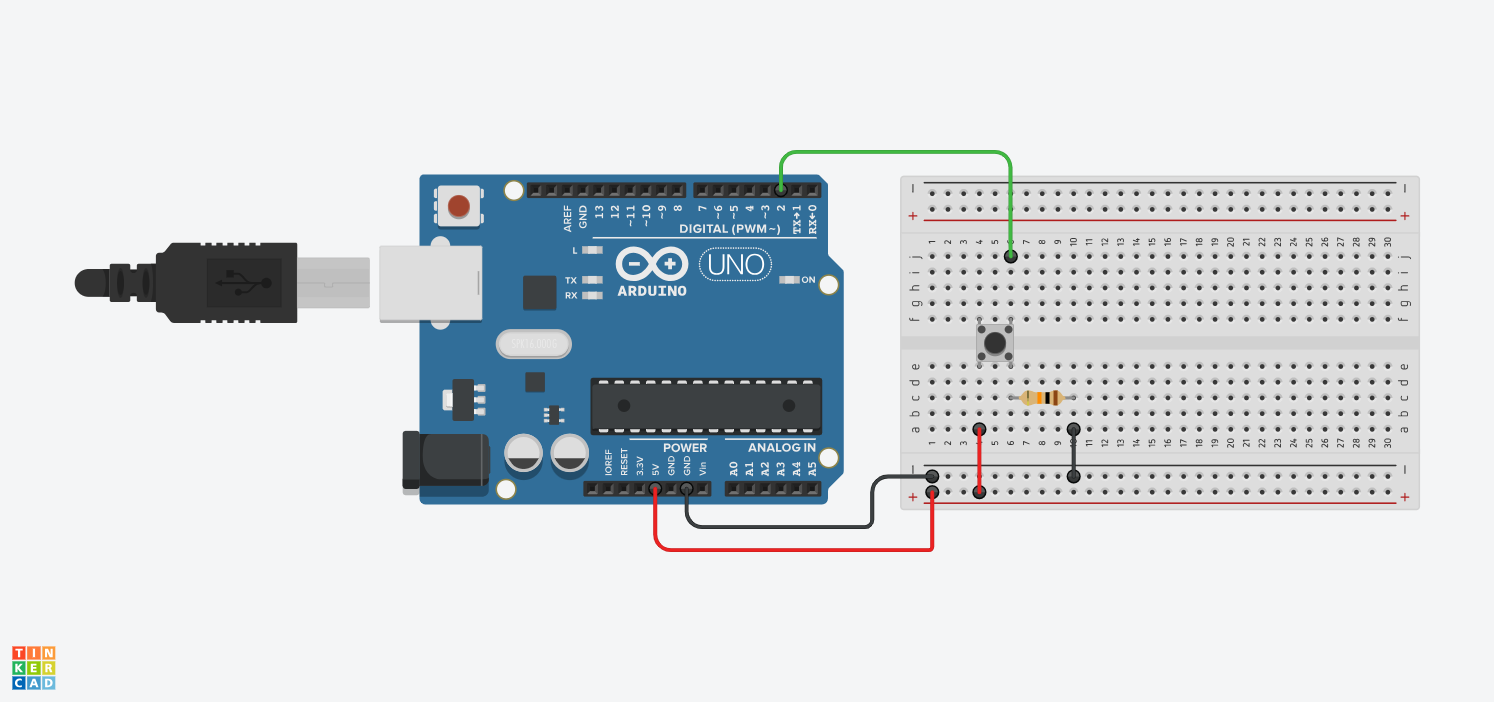 AREF
GND
13
12
~11
~10
~9
8
7
~6
~5
4
~3
2
TX→1
RX←0
DIGITAL (PWM ~)
L
TX
RX
ARDUINO
UNO
ON
POWER
ANALOG IN
IOREF
RESET
3.3V
5V
GND
GND
Vin
A0
A1
A2
A3
A4
A5
− −
+ +
1 2 3 4 5 6 7 8 9 10 11 12 13 14 15 16 17 18 19 20 21 22 23 24 25 26 27 28 29 30
j j
i i
h h
g g
f f
e e
d d
c c
b b
a a
1 2 3 4 5 6 7 8 9 10 11 12 13 14 15 16 17 18 19 20 21 22 23 24 25 26 27 28 29 30
− −
+ +
TIN
KER
CAD